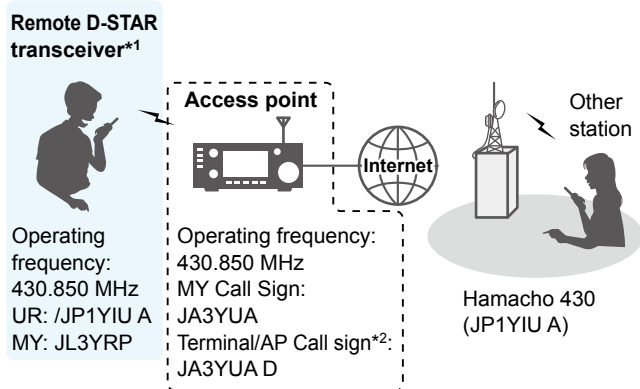 Remote D-STAR
transceiver*1
Access point
Internet
Other
station
Operating
frequency:
430.850 MHz
UR: /JP1YIU A
MY: JL3YRP
Operating frequency:
430.850 MHz
MY Call Sign:
JA3YUA
Terminal/AP Call sign*2:
JA3YUA D
Hamacho 430
(JP1YIU A)